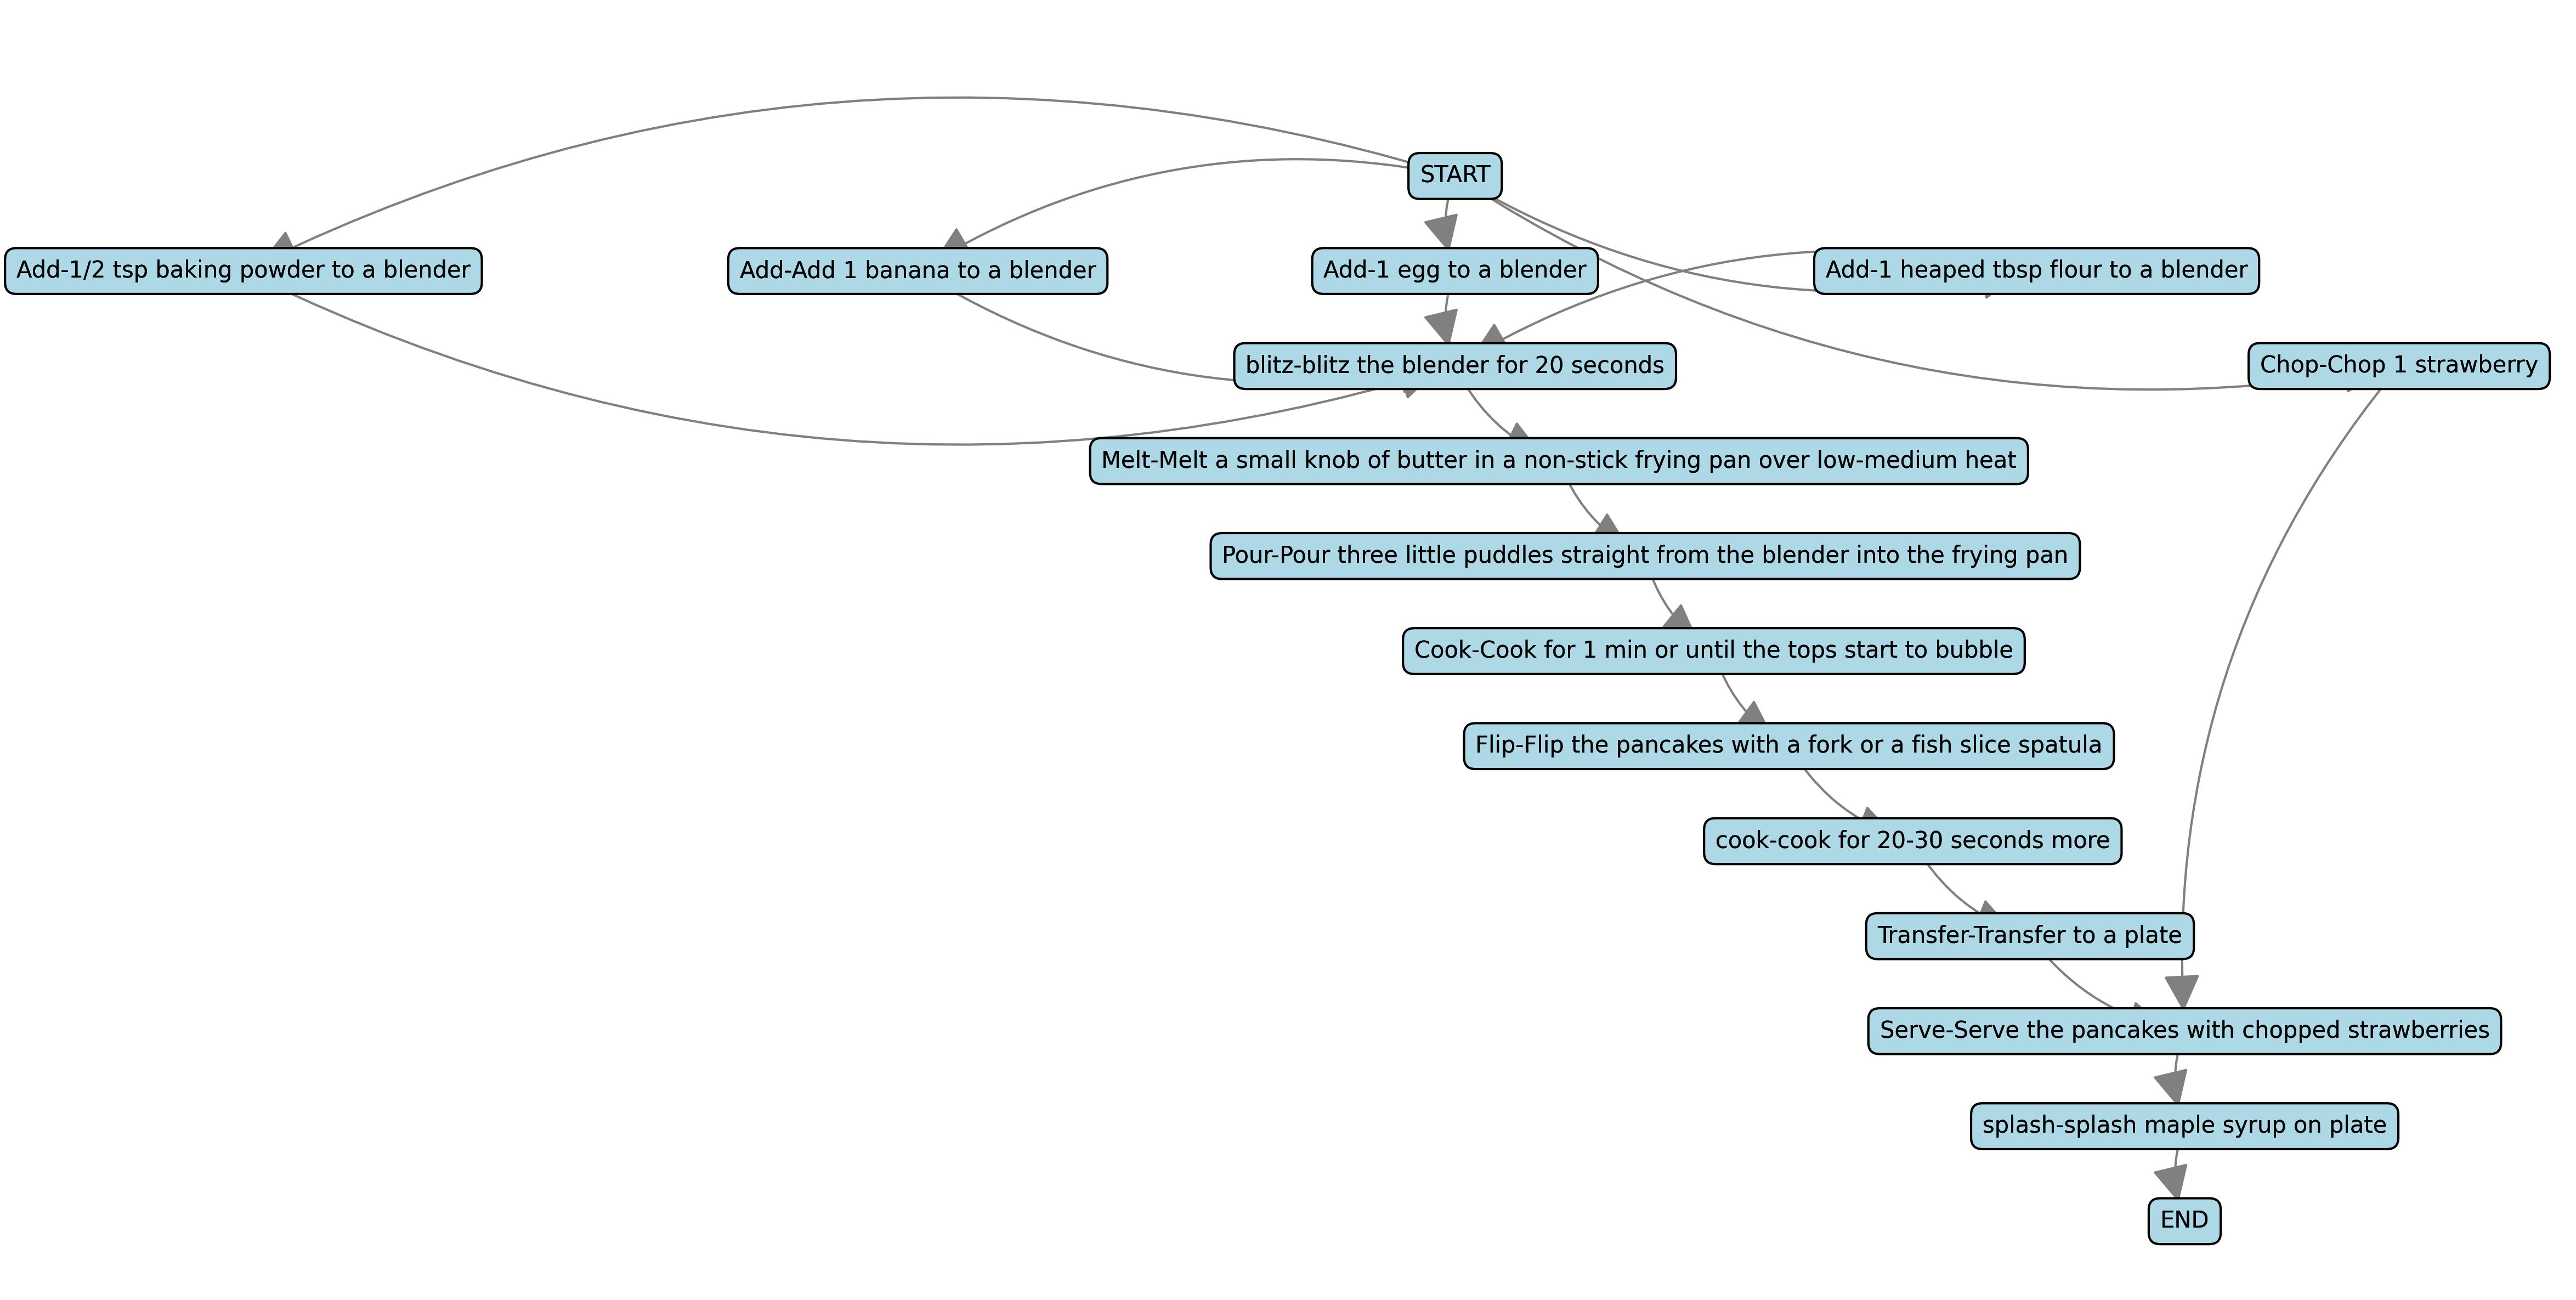 START
Add-1/2 tsp baking powder to a blender
Add-Add 1 banana to a blender
Add-1 egg to a blender
Add-1 heaped tbsp flour to a blender
blitz-blitz the blender for 20 seconds
Chop-Chop 1 strawberry
Melt-Melt a small knob of butter in a non-stick frying pan over low-medium heat
Pour-Pour three little puddles straight from the blender into the frying pan
Cook-Cook for 1 min or until the tops start to bubble
Flip-Flip the pancakes with a fork or a fish slice spatula
cook-cook for 20-30 seconds more
Transfer-Transfer to a plate
Serve-Serve the pancakes with chopped strawberries
splash-splash maple syrup on plate
END